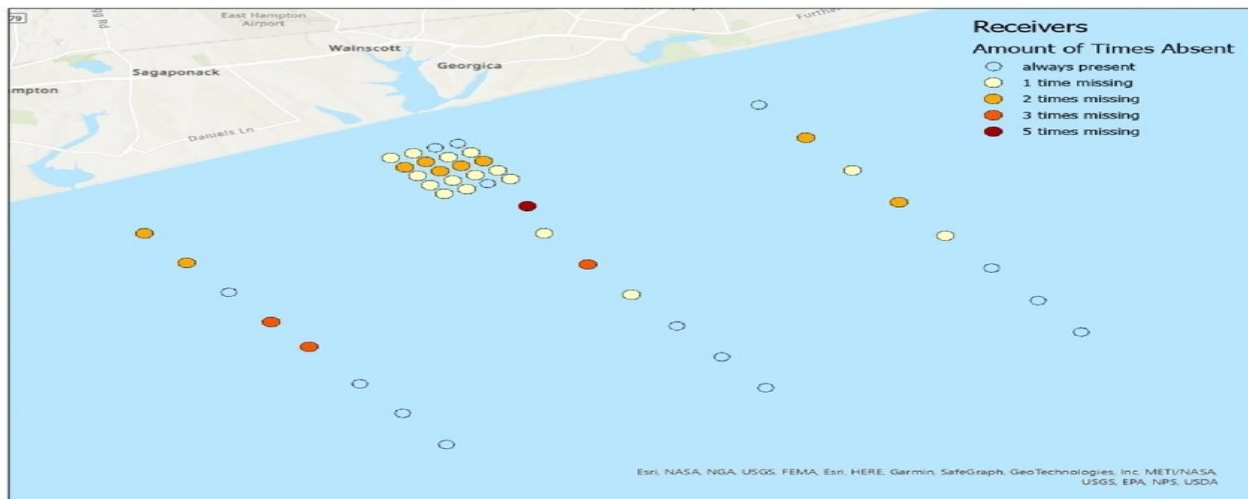 79
East Hampton
Airport
Wainscott
Sagaponack
Georgica
mpton
Daniels Ln
Further
Receivers
Amount of Times Absent
always present
1 time missing
2 times missing
3 times missing
5 times missing
Esri, NASA, NGA, USGS, FEMA, Esri, HERE, Garmin, SafeGraph, GeoTechnologies, Inc, METI/NASA,
USGS, EPA, NPS, USDA